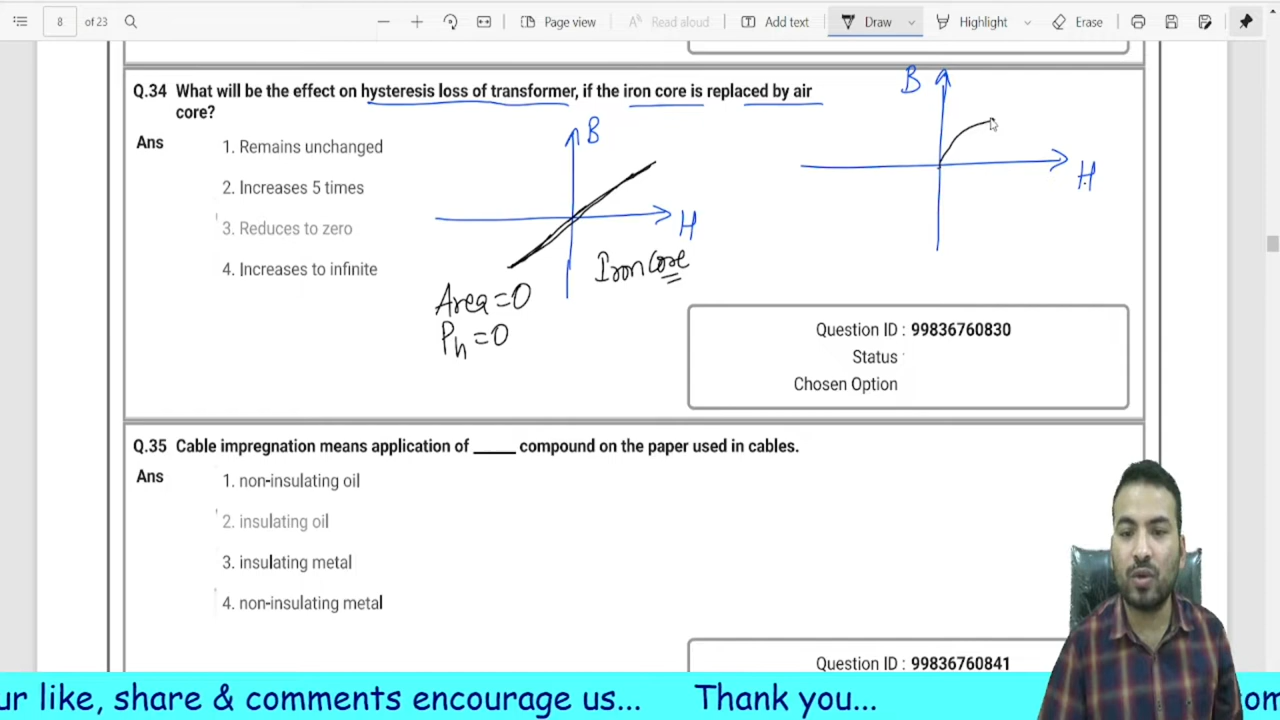 8 of 23 Page view Read aloud Add text Draw Highlight Erase
Q.34 What will be the effect on hysteresis loss of transformer, if the iron core is replaced by air
core?
Ans
1. Remains unchanged
2. Increases 5 times
3. Reduces to zero
4. Increases to infinite
B
H
Iron Core
Area = 0
Ph = 0
B
H
Question ID : 99836760830
Status
Chosen Option
Q.35 Cable impregnation means application of _____ compound on the paper used in cables.
Ans
1. non-insulating oil
2. insulating oil
3. insulating metal
4. non-insulating metal
Question ID : 99836760841
ur like, share & comments encourage us... Thank you... om